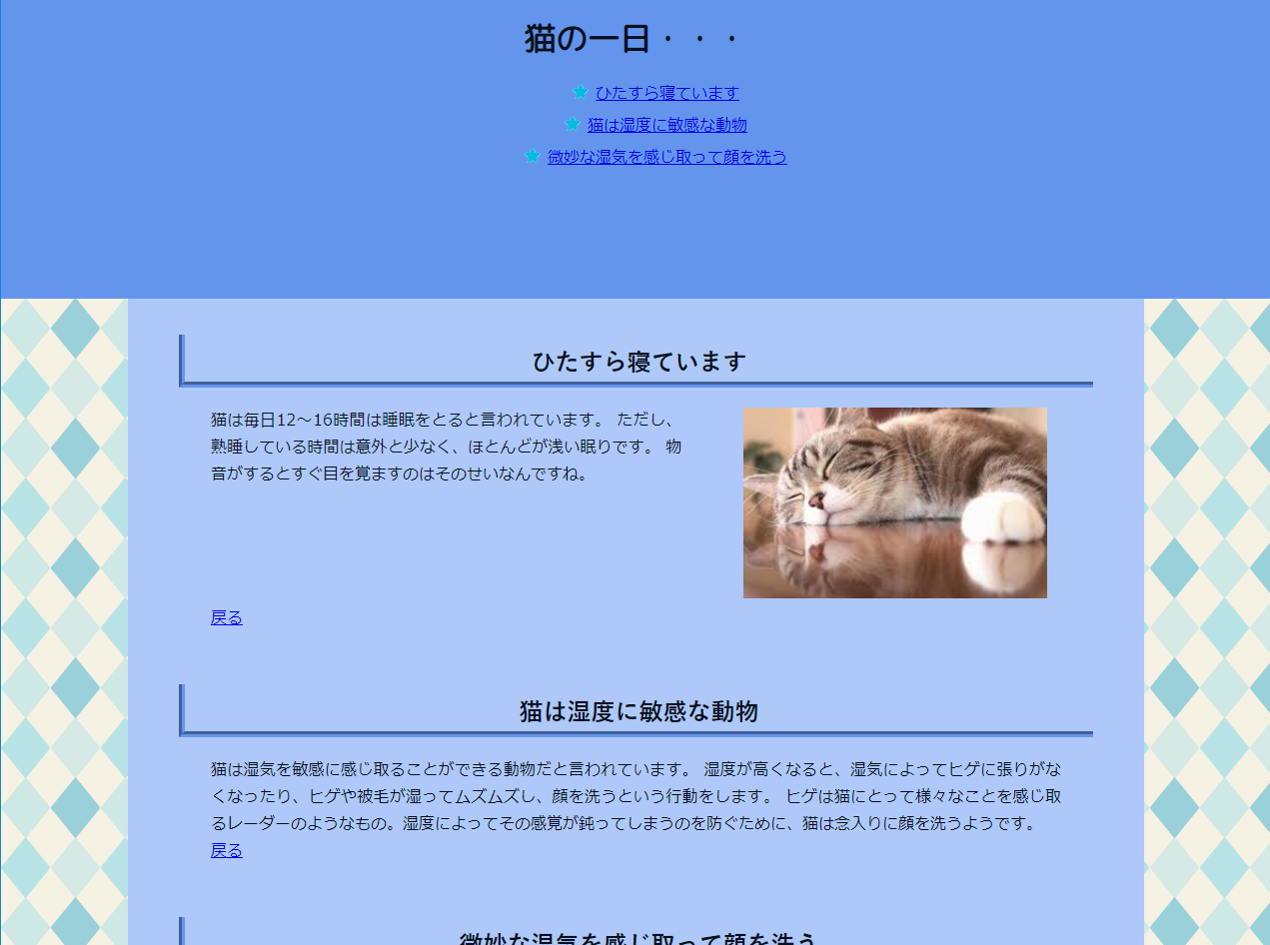 猫の一日・・・
ひたすら寝ています
猫は湿度に敏感な動物
微妙な湿気を感じ取って顔を洗う
ひたすら寝ています
猫は毎日12～16時間は睡眠をとると言われています。 ただし、
熟睡している時間は意外と少なく、ほとんどが浅い眠りです。 物
音がするとすぐ目を覚ますのはそのせいなんですね。
戻る
猫は湿度に敏感な動物
猫は湿気を敏感に感じ取ることができる動物だと言われています。 湿度が高くなると、湿気によってヒゲに張りがな
くなったり、ヒゲや被毛が湿ってムズムズし、顔を洗うという行動をします。 ヒゲは猫にとって様々なことを感じ取
るレーダーのようなもの。湿度によってその感覚が鈍ってしまうのを防ぐために、猫は念入りに顔を洗うようです。
戻る
微妙な湿気を感じ取って顔を洗う